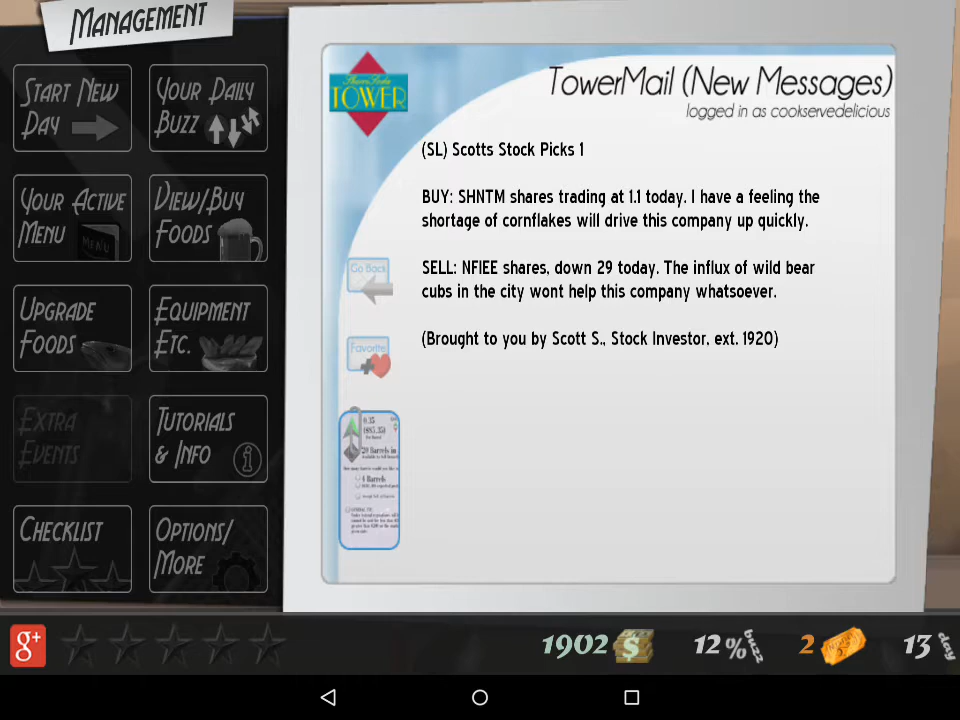 MANAGEMENT
START NEW
DAY
YOUR DAILY
BUZZ
YOUR ACTIVE
MENU
MENU
VIEW/BUY
FOODS
UPGRADE
FOODS
EQUIPMENT
ETC.
EXTRA
EVENTS
TUTORIALS
& INFO
CHECKLIST
OPTIONS/
MORE
TOWER
TowerMail (New Messages)
logged in as cookservedelicious
(SL) Scotts Stock Picks 1
BUY: SHNTM shares trading at 1.1 today. I have a feeling the
shortage of cornflakes will drive this company up quickly.
SELL: NFIEE shares, down 29 today. The influx of wild bear
cubs in the city wont help this company whatsoever.
(Brought to you by Scott S., Stock Investor, ext. 1920)
Go Back
Favorite
20 Barrels in
4 Barrels
g+
1902 $
12 % buzz
2
13 day